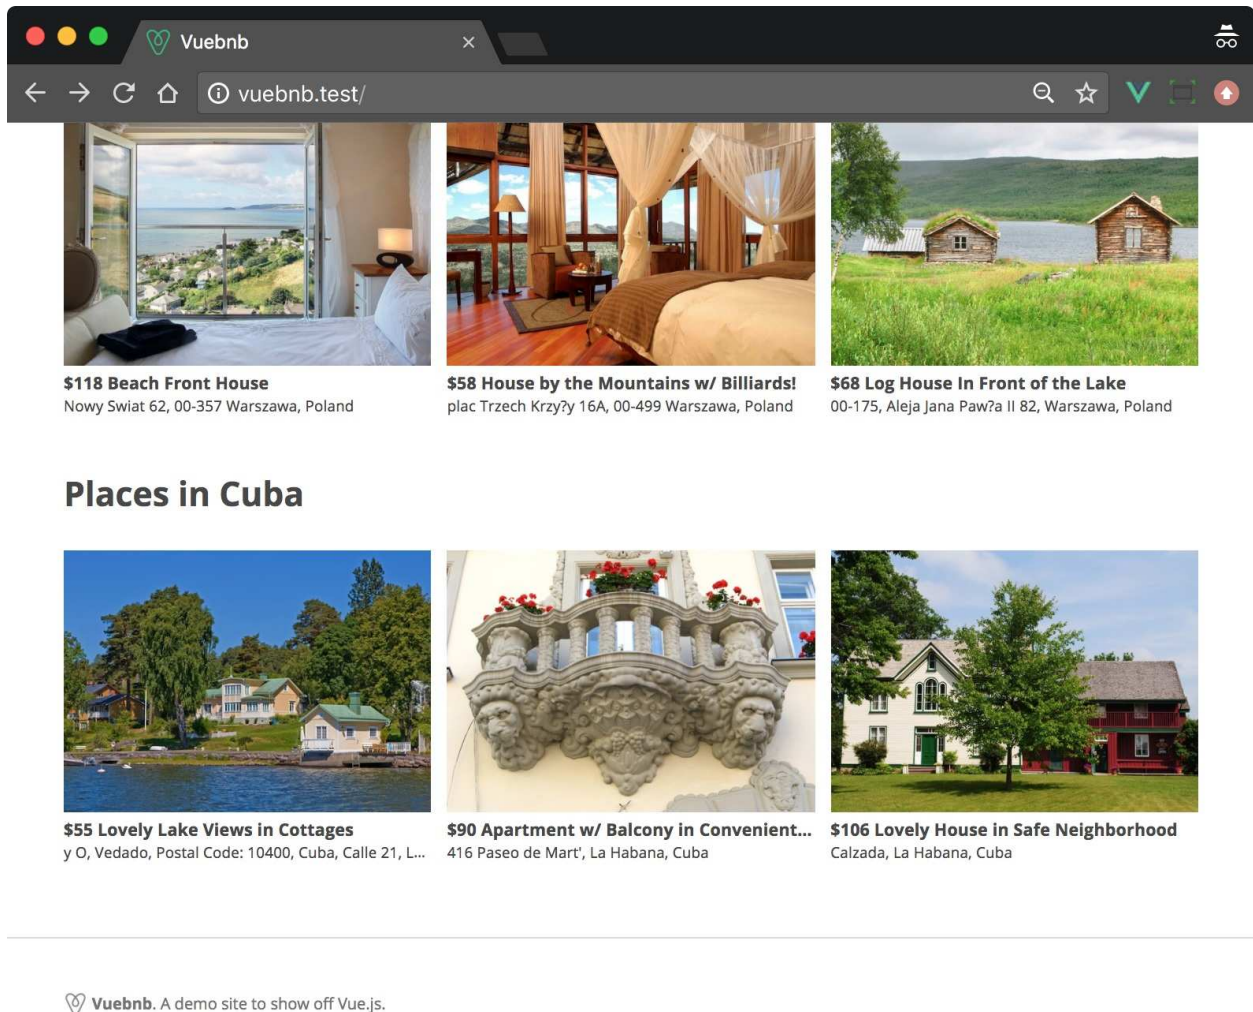 Vuebnb
vuebnb.test/
$118 Beach Front House
Nowy Swiat 62, 00-357 Warszawa, Poland
$58 House by the Mountains w/ Billiards!
plac Trzech Krzy?y 16A, 00-499 Warszawa, Poland
$68 Log House In Front of the Lake
00-175, Aleja Jana Paw?a II 82, Warszawa, Poland
Places in Cuba
$55 Lovely Lake Views in Cottages
y O, Vedado, Postal Code: 10400, Cuba, Calle 21, L...
$90 Apartment w/ Balcony in Convenient...
416 Paseo de Mart', La Habana, Cuba
$106 Lovely House in Safe Neighborhood
Calzada, La Habana, Cuba
Vuebnb. A demo site to show off Vue.js.